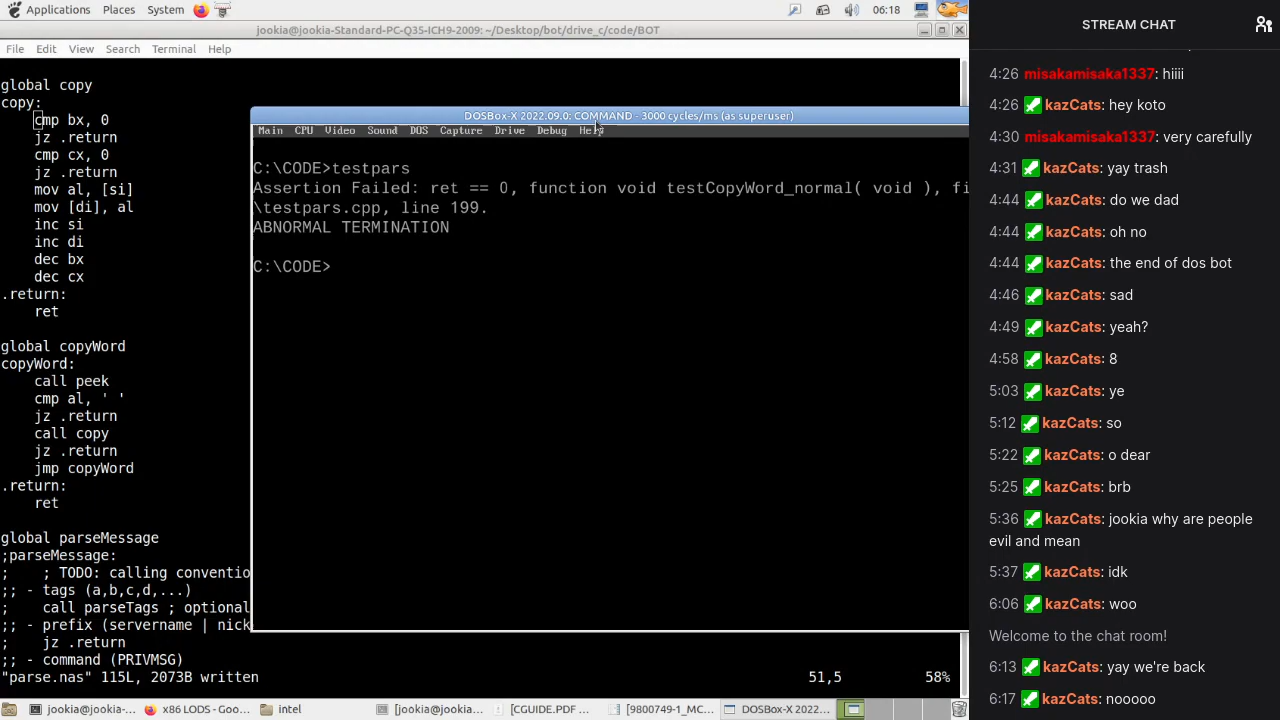 Applications Places System 06:18
jookia@jookia-Standard-PC-Q35-ICH9-2009: ~/Desktop/bot/drive_c/code/BOT
File Edit View Search Terminal Help
global copy
copy:
cmp bx, 0
jz .return
cmp cx, 0
jz .return
mov al, [si]
mov [di], al
inc si
inc di
dec bx
dec cx
.return:
ret
global copyWord
copyWord:
call peek
cmp al, ' '
jz .return
call copy
jz .return
jmp copyWord
.return:
ret
global parseMessage
;parseMessage:
; ; TODO: calling conventio
;; - tags (a,b,c,d,...)
; call parseTags ; optional
;; - prefix (servername | nick
; jz .return
;; - command (PRIVMSG)
"parse.nas" 115L, 2073B written 51,5 58%
DOSBox-X 2022.09.0: COMMAND - 3000 cycles/ms (as superuser)
Main CPU Video Sound DOS Capture Drive Debug Help
C:\CODE>testpars
Assertion Failed: ret == 0, function void testCopyWord_normal( void ), fi
\testpars.cpp, line 199.
ABNORMAL TERMINATION
C:\CODE>
jookia@jookia-... x86 LODS - Goo... intel [jookia@jookia... [CGUIDE.PDF ... [9800749-1_MC... DOSBox-X 2022...
STREAM CHAT
4:26 misakamisaka1337: hiiii
4:26 kazCats: hey koto
4:30 misakamisaka1337: very carefully
4:31 kazCats: yay trash
4:44 kazCats: do we dad
4:44 kazCats: oh no
4:44 kazCats: the end of dos bot
4:46 kazCats: sad
4:49 kazCats: yeah?
4:58 kazCats: 8
5:03 kazCats: ye
5:12 kazCats: so
5:22 kazCats: o dear
5:25 kazCats: brb
5:36 kazCats: jookia why are people
evil and mean
5:37 kazCats: idk
6:06 kazCats: woo
Welcome to the chat room!
6:13 kazCats: yay we're back
6:17 kazCats: nooooo